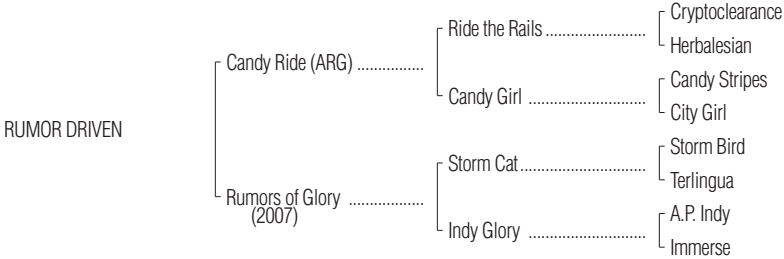 Cryptoclearance
Ride the Rails ........................
Herbalesian
Candy Ride (ARG) ................
Candy Stripes
Candy Girl ............................
City Girl
RUMOR DRIVEN
Storm Bird
Storm Cat..............................
Terlingua
Rumors of Glory ..................
(2007)
A.P. Indy
Indy Glory ............................
Immerse